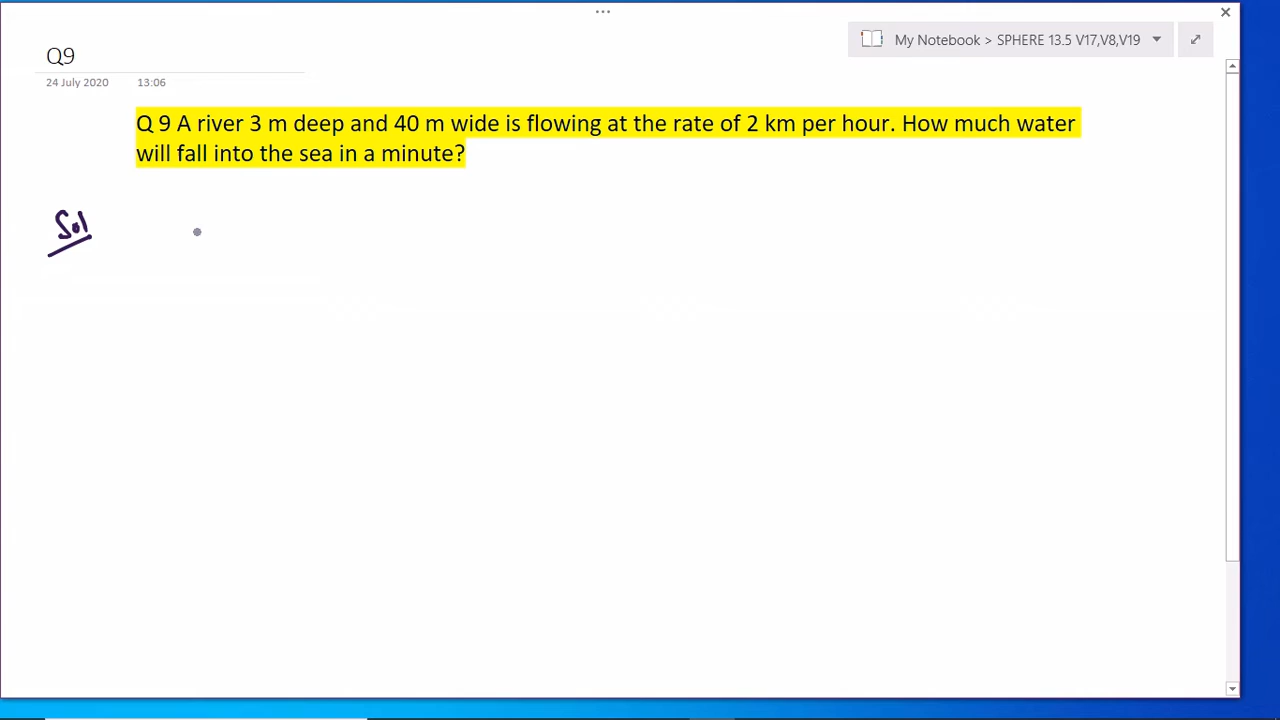 Q9
My Notebook > SPHERE 13.5 V17,V8,V19
24 July 2020 13:06
Q 9 A river 3 m deep and 40 m wide is flowing at the rate of 2 km per hour. How much water
will fall into the sea in a minute?
Sol